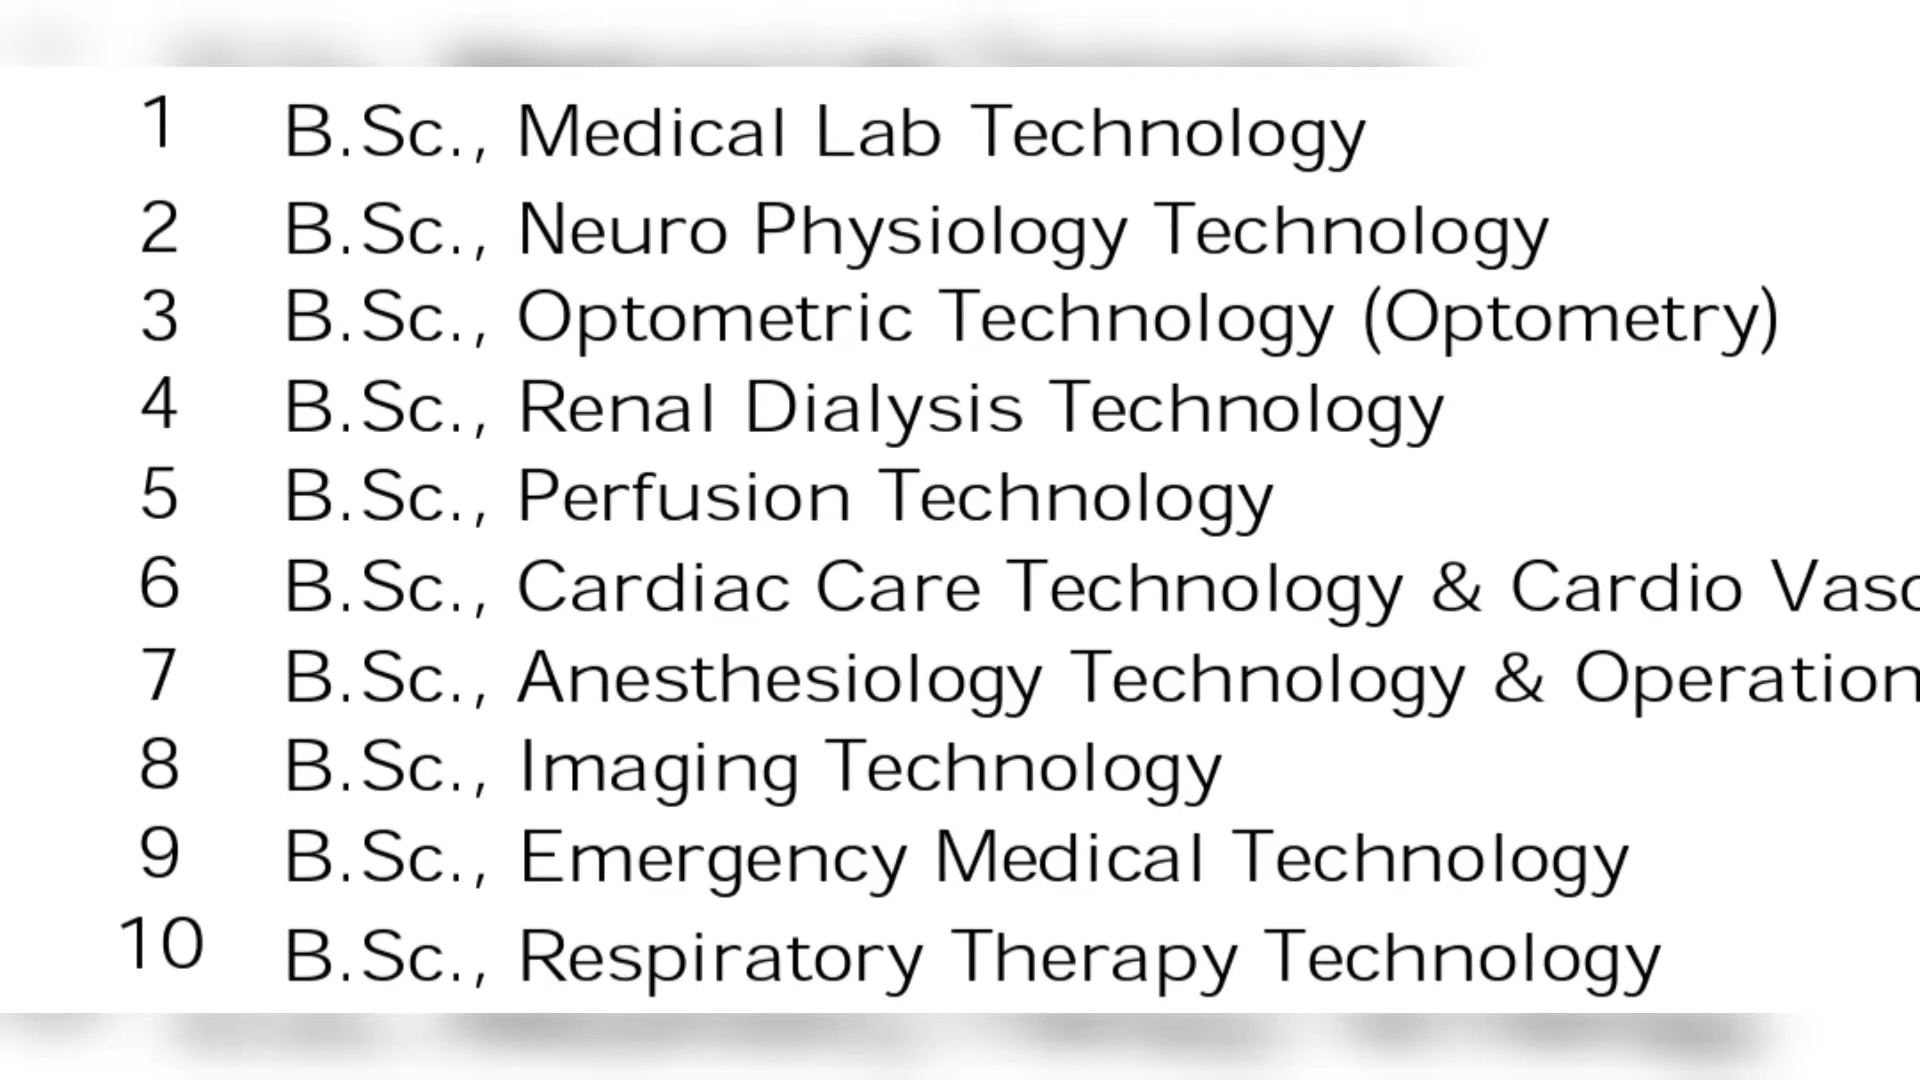 1 B.Sc., Medical Lab Technology
2 B.Sc., Neuro Physiology Technology
3 B.Sc., Optometric Technology (Optometry)
4 B.Sc., Renal Dialysis Technology
5 B.Sc., Perfusion Technology
6 B.Sc., Cardiac Care Technology & Cardio
7 B.Sc., Anesthesiology Technology & Operation
8 B.Sc., Imaging Technology
9 B.Sc., Emergency Medical Technology
10 B.Sc., Respiratory Therapy Technology